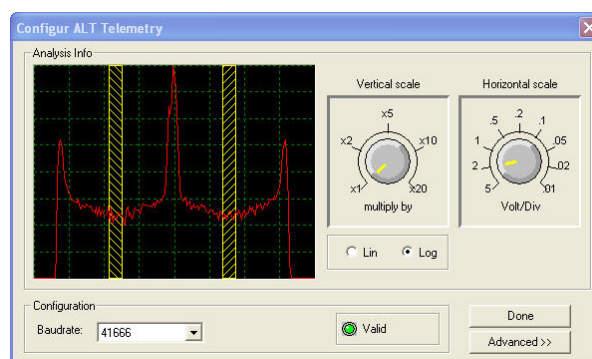 Configur ALT Telemetry
Analysis Info
Vertical scale
x1
x2
x5
x10
x20
multiply by
Lin
Log
Horizontal scale
5
2
1
.5
.2
.1
.05
.02
.01
Volt/Div
Configuration
Baudrate: 41666
Valid
Done
Advanced >>